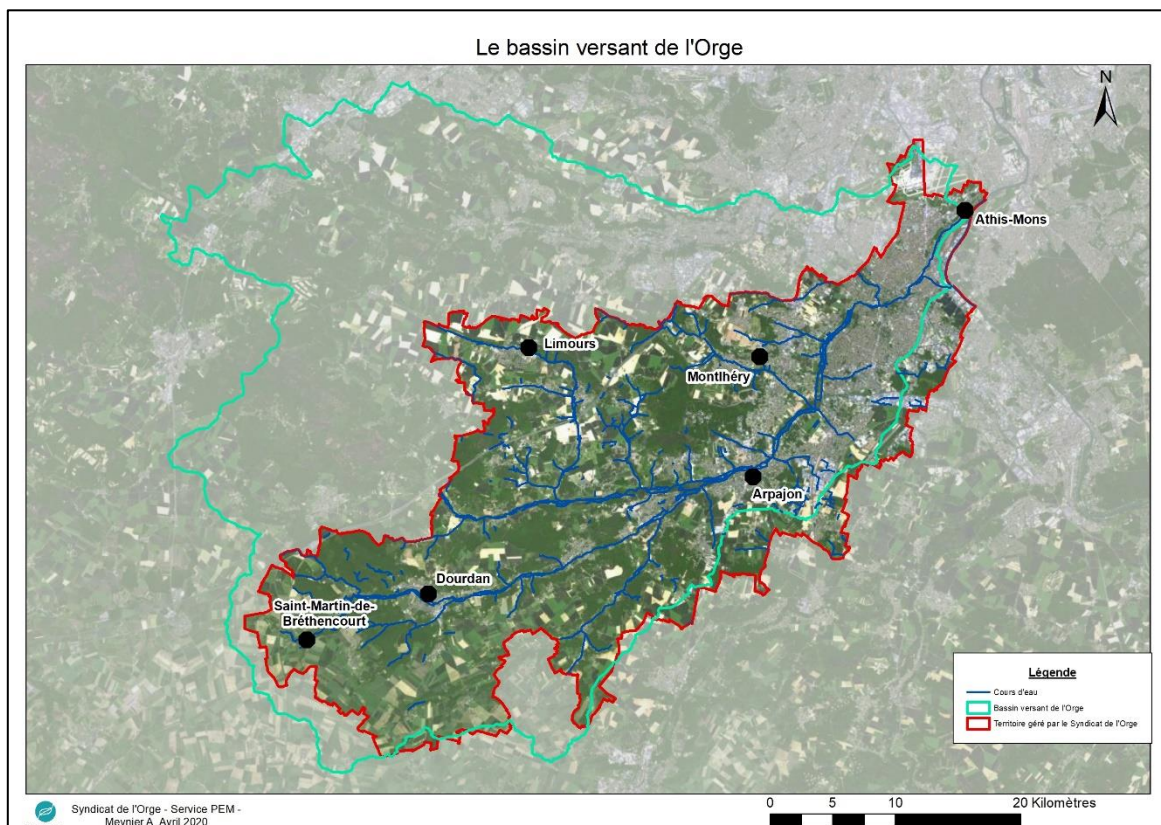 Le bassin versant de l'Orge
N
Athis-Mons
Limours
Montlhéry
Arpajon
Dourdan
Saint-Martin-de-
Bréthencourt
Légende
Cours d'eau
Bassin versant de l'Orge
Territoire géré par le Syndicat de l'Orge
Syndicat de l'Orge - Service PEM -
Meynier A Avril 2020
0 5 10 20 Kilomètres